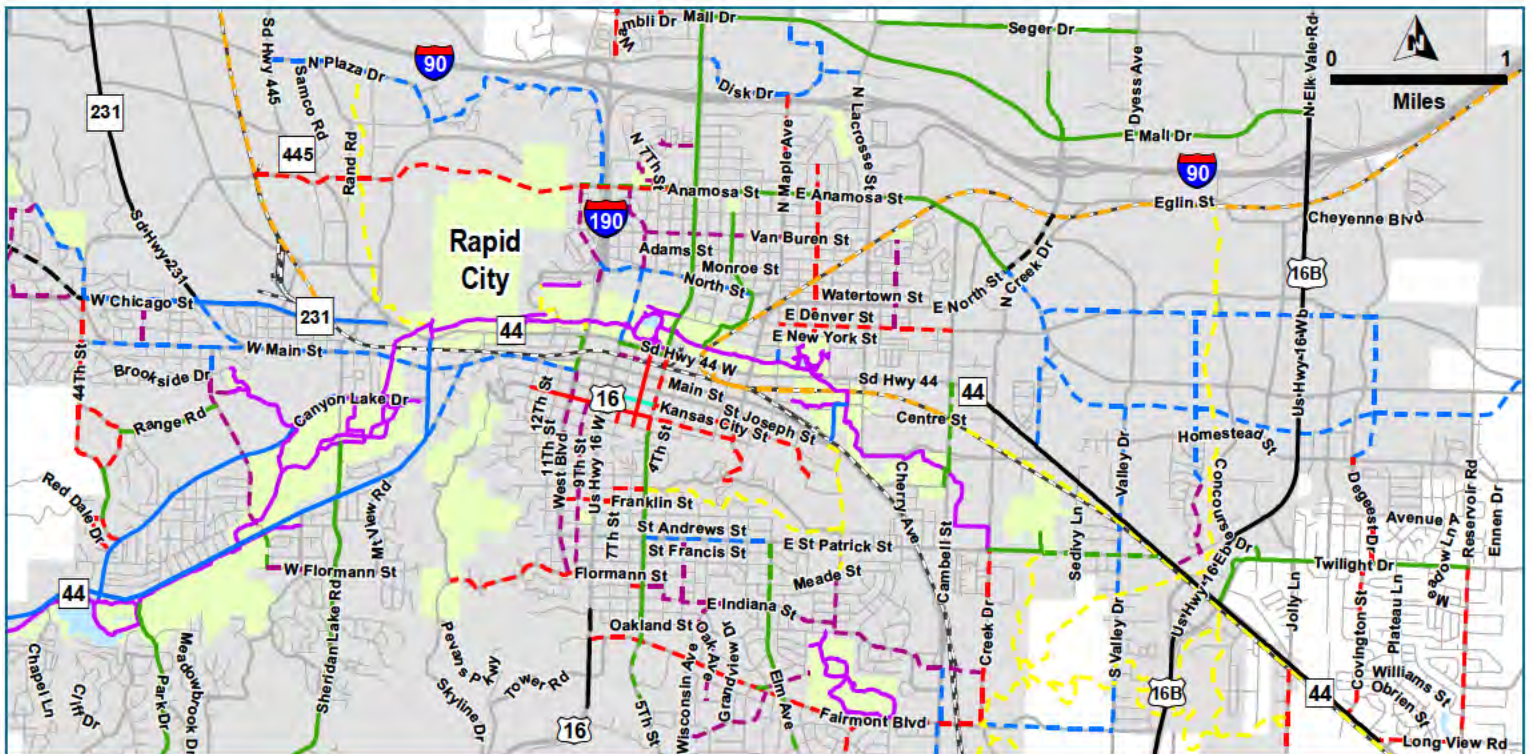 Wambli Dr
Mall Dr
Seger Dr
N Elk Vale Rd
N
0 1
Miles
Sd Hwy 445
N Plaza Dr
90
Samco Rd
231
445
Rand Rd
Disk Dr
N Lacrosse St
Dyess Ave
E Mall Dr
N 7Th St
N Maple Ave
Anamosa St
E Anamosa St
90
Eglin St
Cheyenne Blvd
190
Rapid
City
Van Buren St
Adams St
Monroe St
North St
Sd Hwy 231
W Chicago St
231
44
Watertown St
E North St
N Creek Dr
16B
E Denver St
E New York St
W Main St
Sd Hwy 44 W
Sd Hwy 44
44
Us Hwy 16 Wb
44Th St
Brookside Dr
Range Rd
Canyon Lake Dr
12Th St
11Th St
West Blvd
9Th St
Us Hwy 16 W
16
Main St
St Joseph St
Kansas City St
4Th St
Centre St
Valley Dr
Homestead St
Concourse Dr
Degeest Dr
Reservoir Rd
Avenue A
Meadow Ln
Ennen Dr
Red Dale Dr
Mt View Rd
Franklin St
7Th St
St Andrews St
St Francis St
E St Patrick St
Cherry Ave
Cambell St
Sedivy Ln
Us Hwy 16 Eb
Twilight Dr
W Flormann St
Flormann St
Meade St
E Indiana St
44
Sheridan Lake Rd
Oakland St
Oak Ave
Grandview Dr
Creek Dr
S Valley Dr
Jolly Ln
Covington St
Plateau Ln
Williams St
Obrien St
Chapel Ln
Cliff Dr
Park Dr
Meadowbrook Dr
Pevans Pkwy
Tower Rd
Skyline Dr
16
5Th St
Wisconsin Ave
Elm Ave
Fairmont Blvd
16B
44
Long View Rd